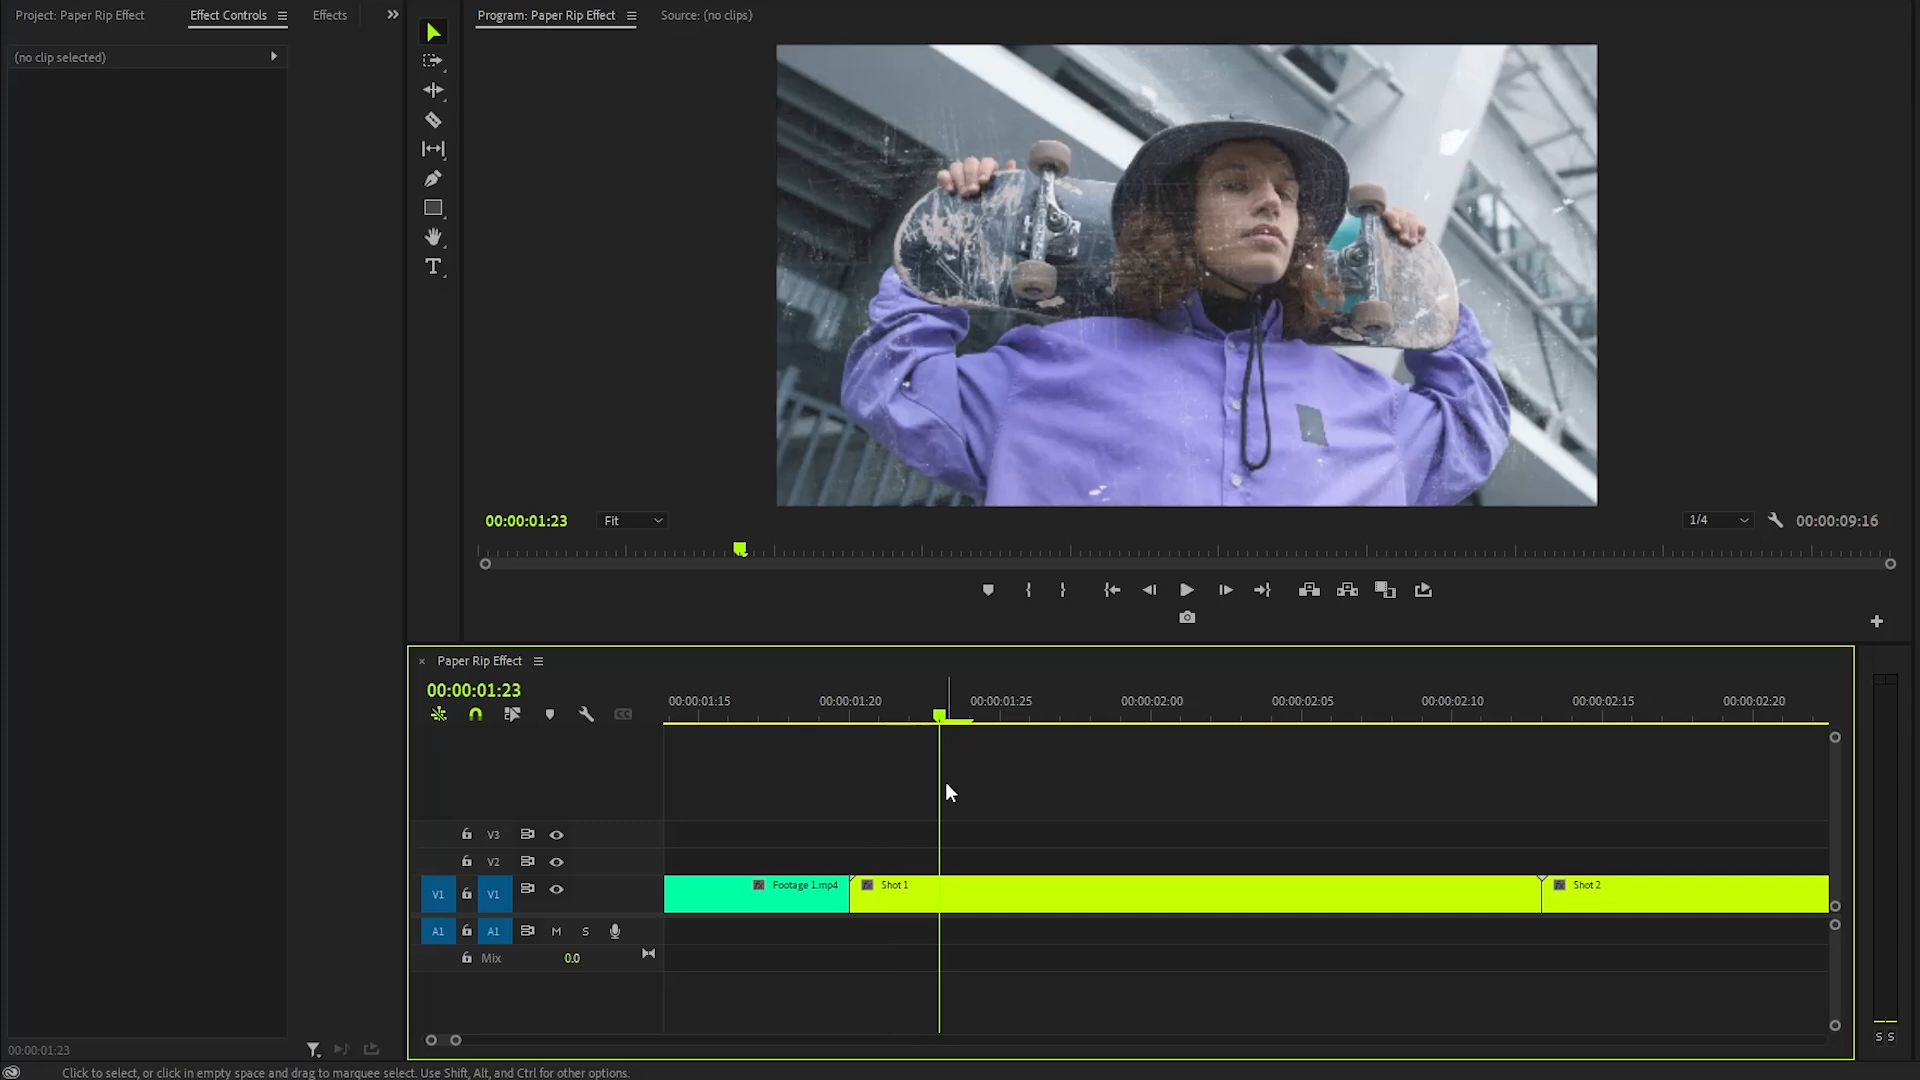 Project: Paper Rip Effect
Effect Controls
Effects
Program: Paper Rip Effect
Source: (no clips)
(no clip selected)
00:00:01:23
Fit
1/4
00:00:09:16
Paper Rip Effect
00:00:01:23
00:00:01:15
00:00:01:20
00:00:01:25
00:00:02:00
00:00:02:05
00:00:02:10
00:00:02:15
00:00:02:20
V3
V2
V1
V1
Footage 1.mp4
Shot 1
Shot 2
A1
A1
M
S
Mix
0.0
S S
00:00:01:23
Click to select, or click in empty space and drag to marquee select. Use Shift, Alt, and Ctrl for other options.